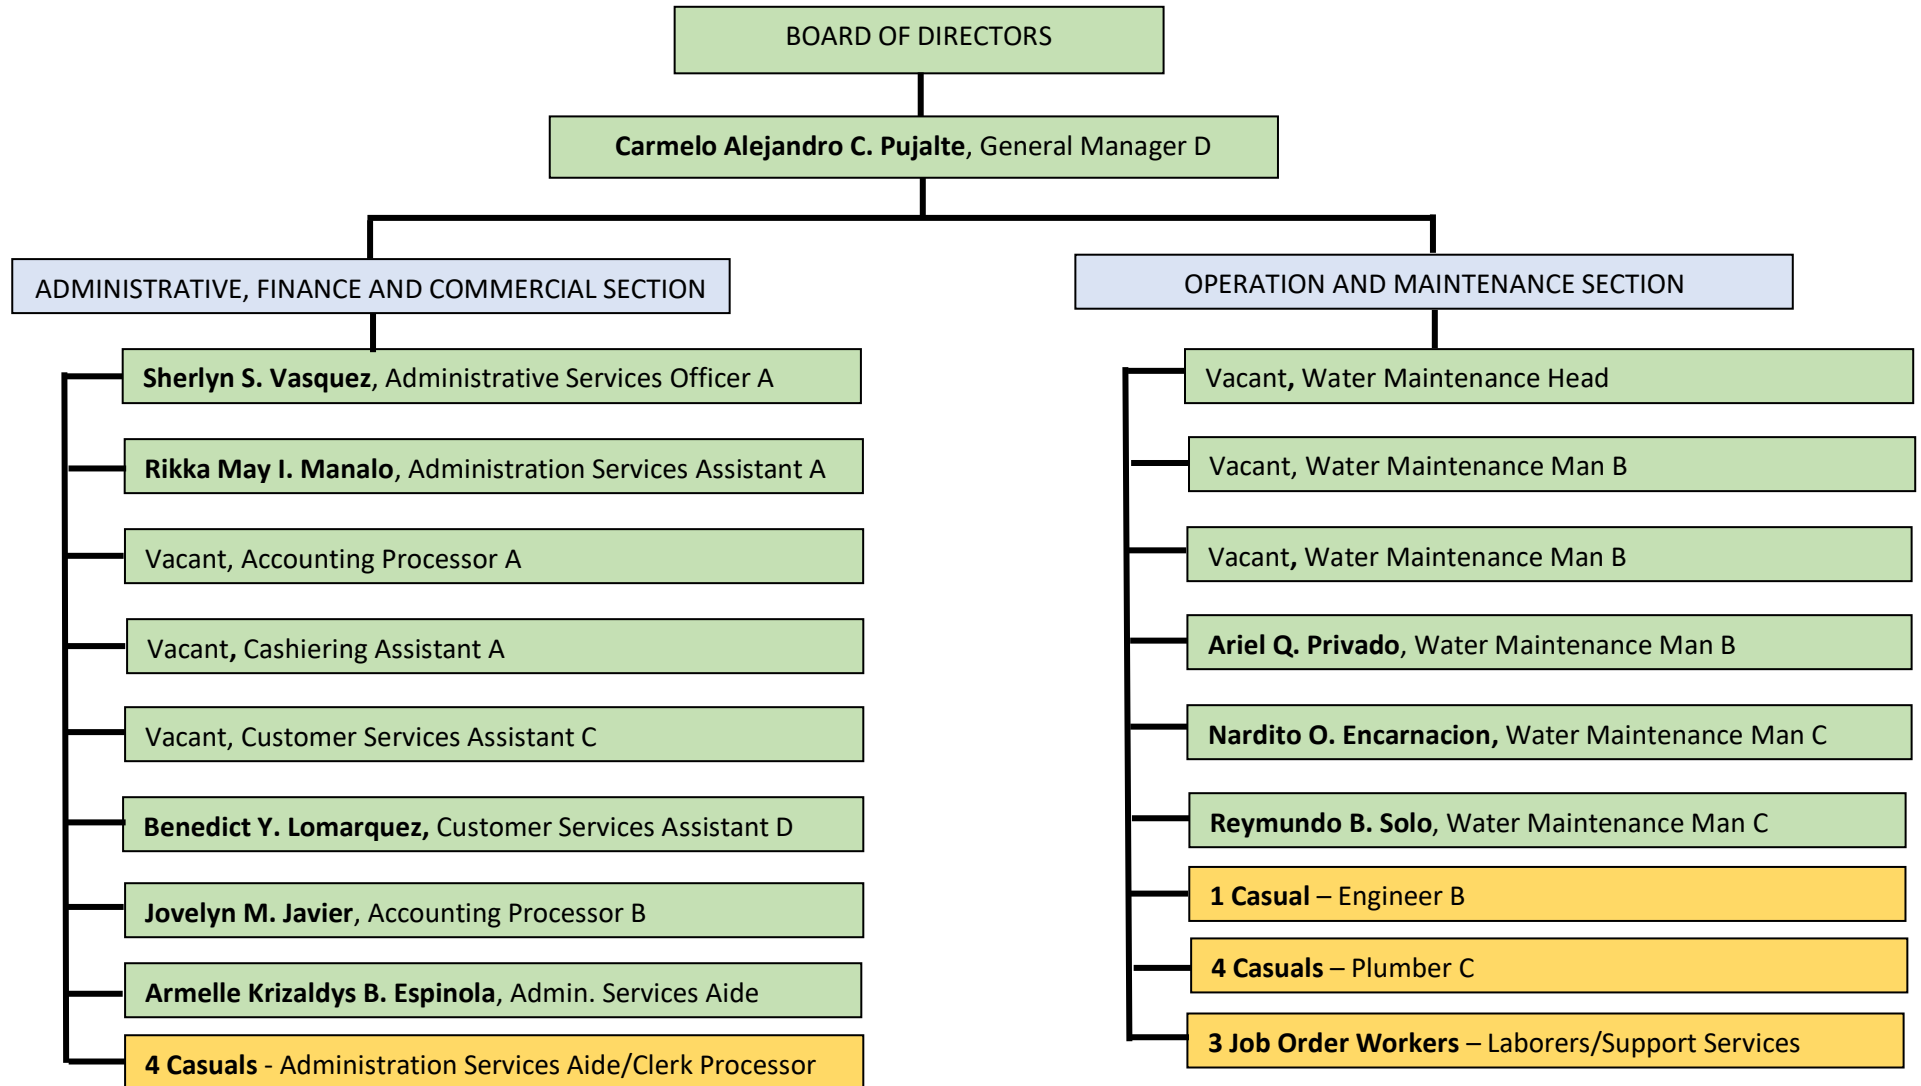 BOARD OF DIRECTORS
Carmelo Alejandro C. Pujalte, General Manager D
ADMINISTRATIVE, FINANCE AND COMMERCIAL SECTION
Sherlyn S. Vasquez, Administrative Services Officer A
Rikka May I. Manalo, Administration Services Assistant A
Vacant, Accounting Processor A
Vacant, Cashiering Assistant A
Vacant, Customer Services Assistant C
Benedict Y. Lomarquez, Customer Services Assistant D
Jovelyn M. Javier, Accounting Processor B
Armelle Krizaldys B. Espinola, Admin. Services Aide
4 Casuals - Administration Services Aide/Clerk Processor
OPERATION AND MAINTENANCE SECTION
Vacant, Water Maintenance Head
Vacant, Water Maintenance Man B
Vacant, Water Maintenance Man B
Ariel Q. Privado, Water Maintenance Man B
Nardito O. Encarnacion, Water Maintenance Man C
Reymundo B. Solo, Water Maintenance Man C
1 Casual – Engineer B
4 Casuals – Plumber C
3 Job Order Workers – Laborers/Support Services